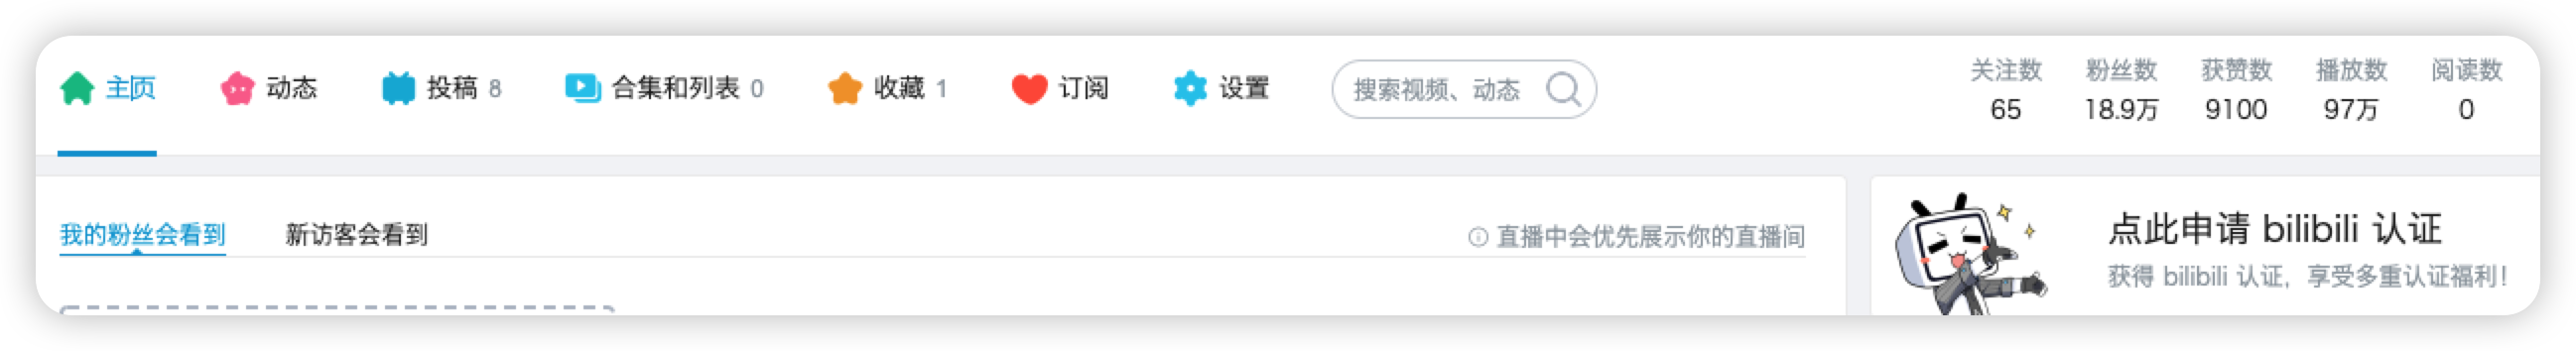 主页 动态 投稿 8 合集和列表 0 收藏 1 订阅 设置 搜索视频、动态
关注数 粉丝数 获赞数 播放数 阅读数
65 18.9万 9100 97万 0
我的粉丝会看到 新访客会看到 直播中会优先展示你的直播间
点此申请 bilibili 认证
获得 bilibili 认证，享受多重认证福利！